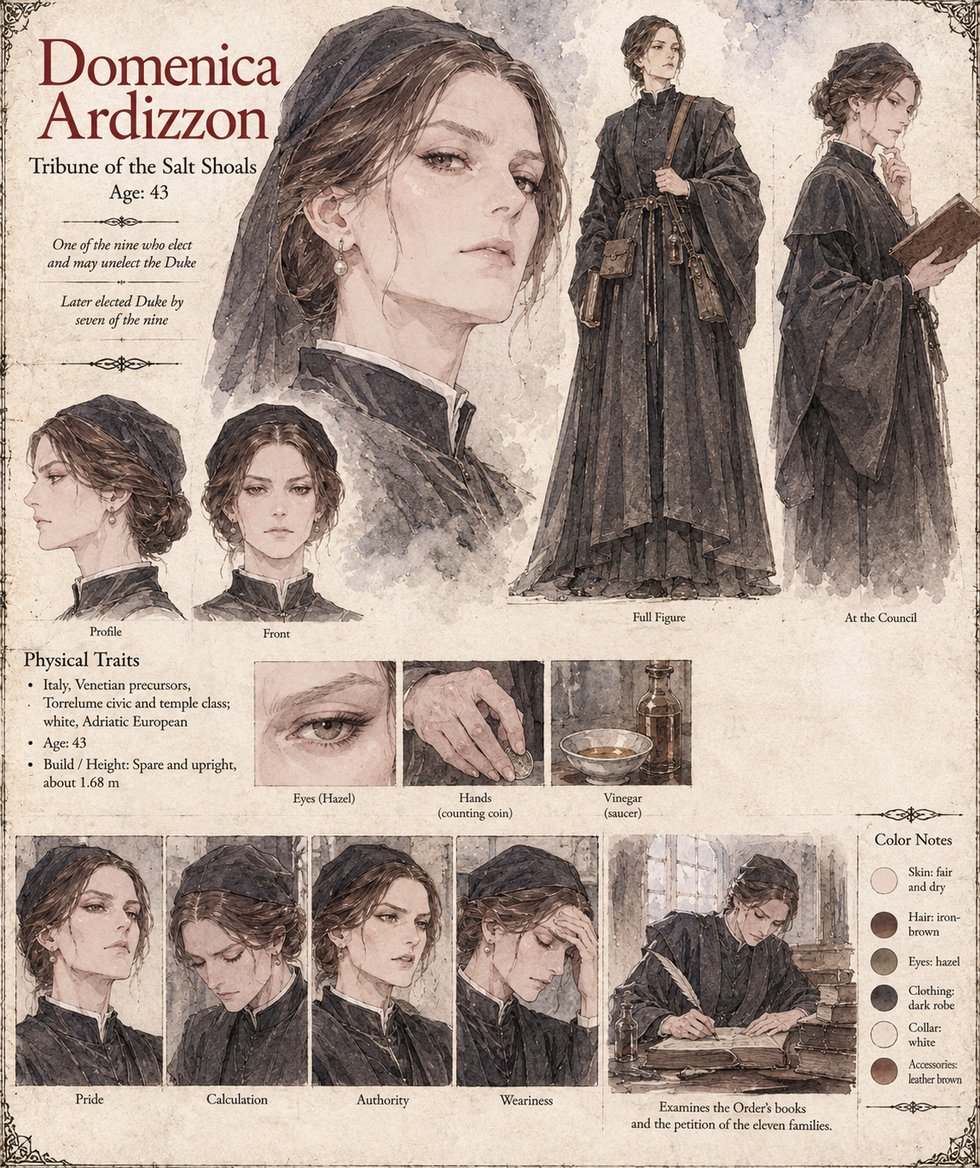 Domenica
Ardizzon
Tribune of the Salt Shoals
Age: 43
One of the nine who elect
and may unelect the Duke
Later elected Duke by
seven of the nine
Profile
Front
Full Figure
At the Council
Physical Traits
• Italy, Venetian precursors,
Torrelume civic and temple class;
white, Adriatic European
• Age: 43
• Build / Height: Spare and upright,
about 1.68 m
Eyes (Hazel)
Hands
(counting coin)
Vinegar
(saucer)
Pride
Calculation
Authority
Weariness
Examines the Order's books
and the petition of the eleven families.
Color Notes
Skin: fair
and dry
Hair: iron-
brown
Eyes: hazel
Clothing:
dark robe
Collar:
white
Accessories:
leather brown